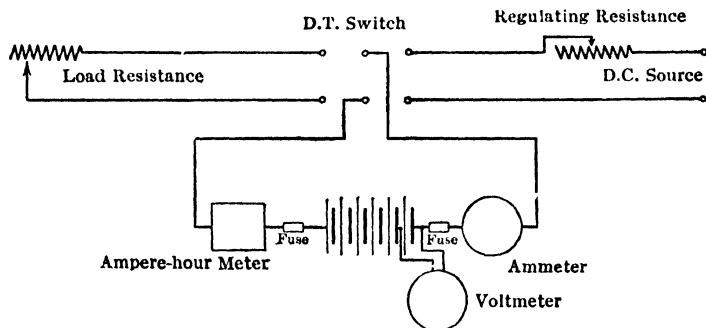 D.T. Switch
Regulating Resistance
Load Resistance
D.C. Source
Fuse
Fuse
Ampere-hour Meter
Ammeter
Voltmeter